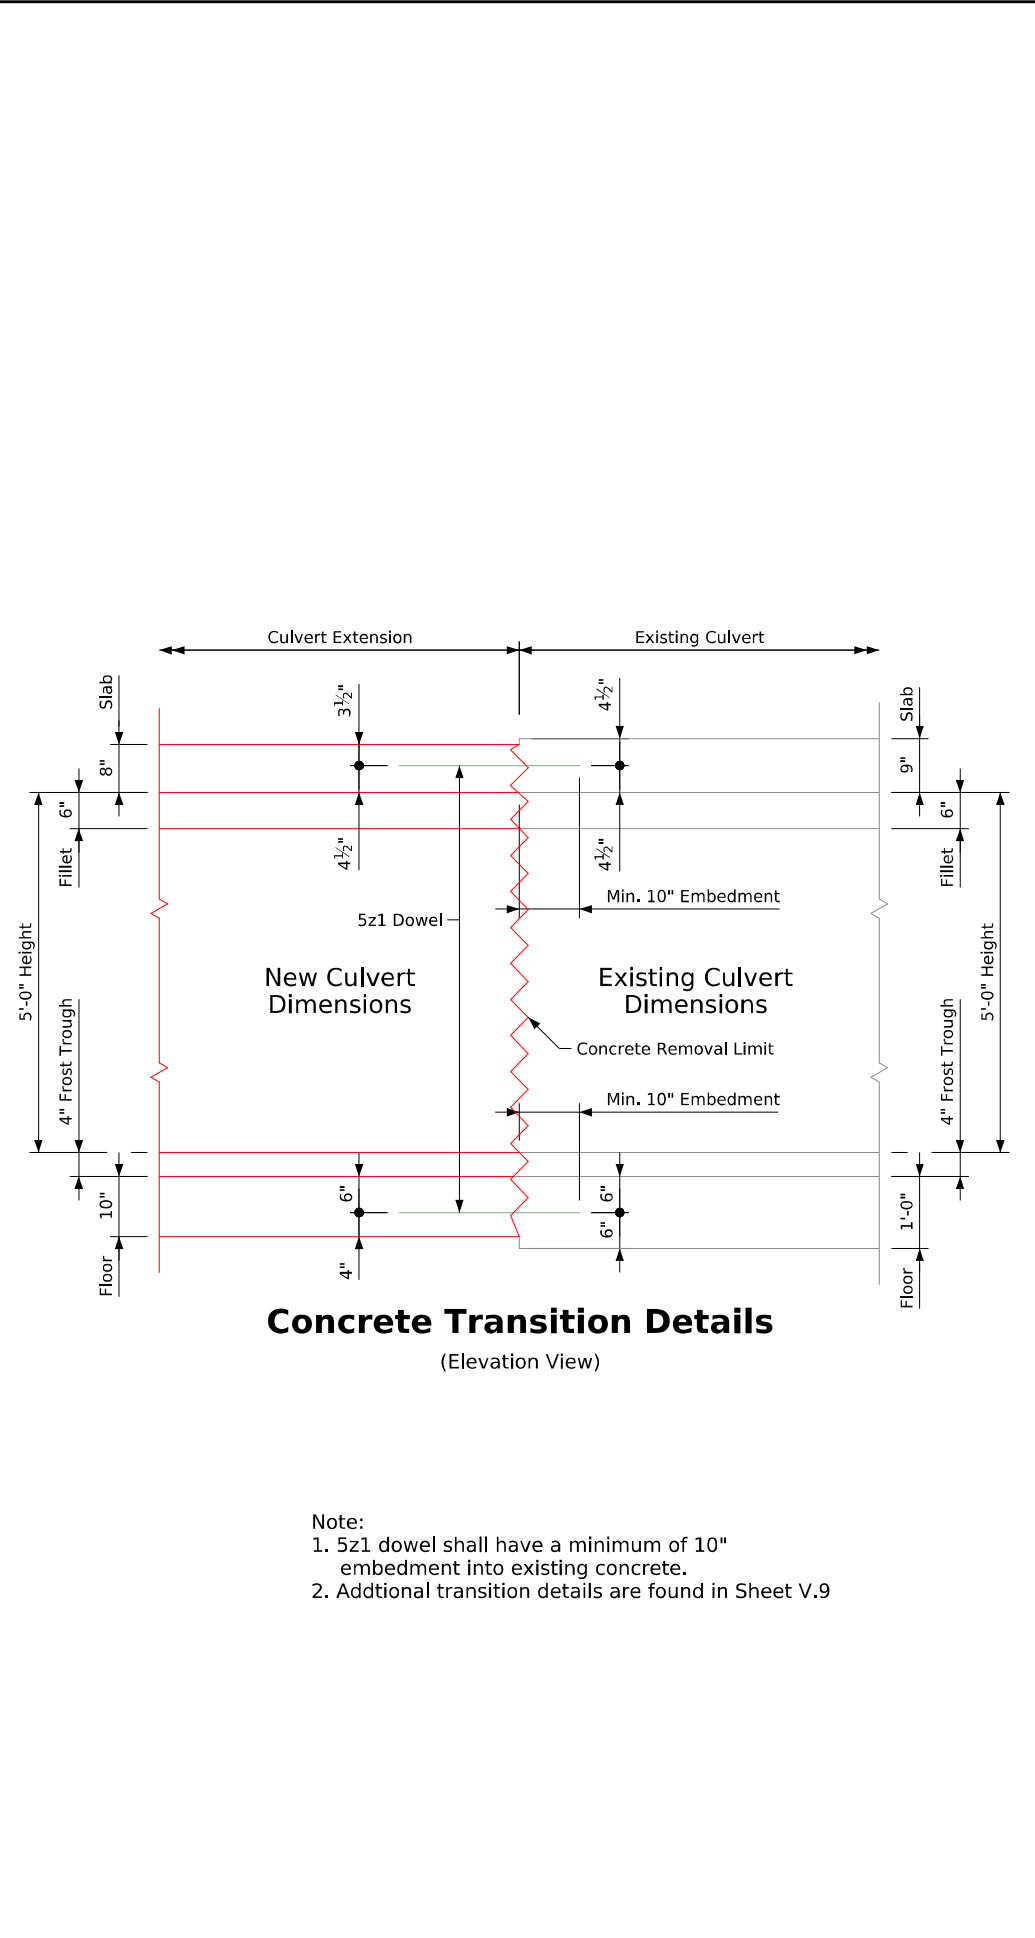 Culvert Extension
Existing Culvert
Slab
3½"
4½"
Slab
8"
9"
6"
6"
Fillet
4½"
4½"
Fillet
Min. 10" Embedment
5z1 Dowel
5'-0" Height
New Culvert
Dimensions
Existing Culvert
Dimensions
5'-0" Height
4" Frost Trough
Concrete Removal Limit
4" Frost Trough
Min. 10" Embedment
10"
6"
6"
1'-0"
6"
Floor
4"
Floor
Concrete Transition Details
(Elevation View)
Note:
1. 5z1 dowel shall have a minimum of 10"
embedment into existing concrete.
2. Addtional transition details are found in Sheet V.9